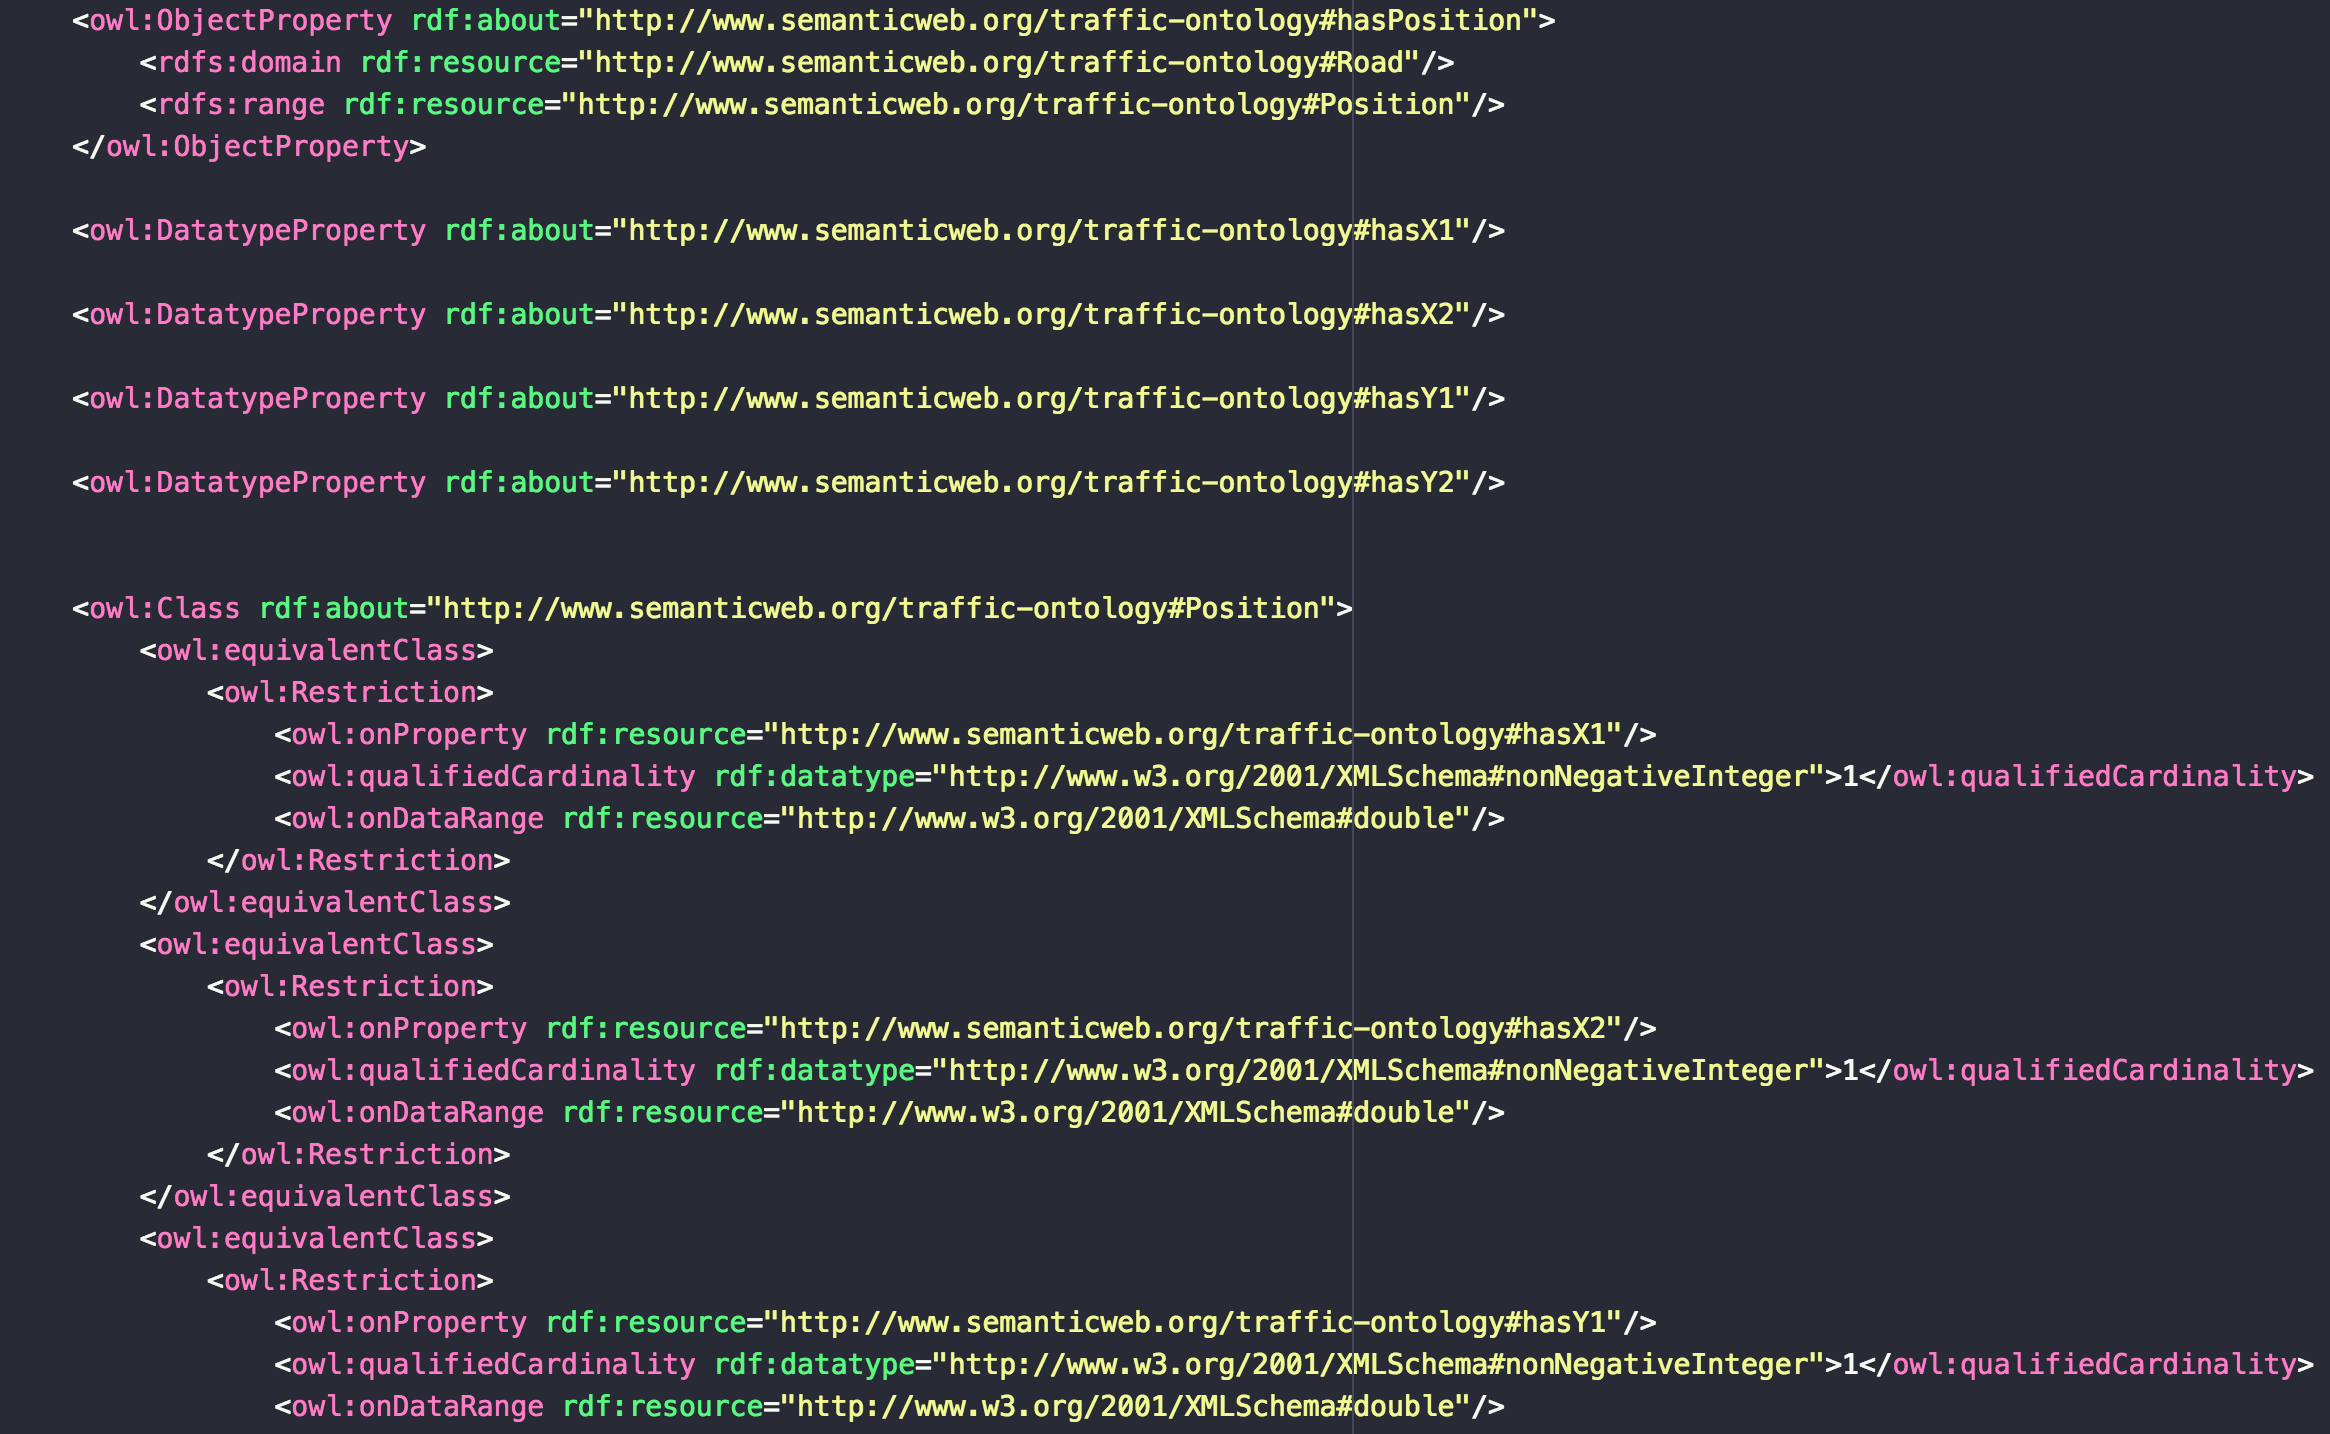 <owl:ObjectProperty rdf:about="http://www.semanticweb.org/traffic-ontology#hasPosition">
<rdfs:domain rdf:resource="http://www.semanticweb.org/traffic-ontology#Road"/>
<rdfs:range rdf:resource="http://www.semanticweb.org/traffic-ontology#Position"/>
</owl:ObjectProperty>
<owl:DatatypeProperty rdf:about="http://www.semanticweb.org/traffic-ontology#hasX1"/>
<owl:DatatypeProperty rdf:about="http://www.semanticweb.org/traffic-ontology#hasX2"/>
<owl:DatatypeProperty rdf:about="http://www.semanticweb.org/traffic-ontology#hasY1"/>
<owl:DatatypeProperty rdf:about="http://www.semanticweb.org/traffic-ontology#hasY2"/>
<owl:Class rdf:about="http://www.semanticweb.org/traffic-ontology#Position">
<owl:equivalentClass>
<owl:Restriction>
<owl:onProperty rdf:resource="http://www.semanticweb.org/traffic-ontology#hasX1"/>
<owl:qualifiedCardinality rdf:datatype="http://www.w3.org/2001/XMLSchema#nonNegativeInteger">1</owl:qualifiedCardinality>
<owl:onDataRange rdf:resource="http://www.w3.org/2001/XMLSchema#double"/>
</owl:Restriction>
</owl:equivalentClass>
<owl:equivalentClass>
<owl:Restriction>
<owl:onProperty rdf:resource="http://www.semanticweb.org/traffic-ontology#hasX2"/>
<owl:qualifiedCardinality rdf:datatype="http://www.w3.org/2001/XMLSchema#nonNegativeInteger">1</owl:qualifiedCardinality>
<owl:onDataRange rdf:resource="http://www.w3.org/2001/XMLSchema#double"/>
</owl:Restriction>
</owl:equivalentClass>
<owl:equivalentClass>
<owl:Restriction>
<owl:onProperty rdf:resource="http://www.semanticweb.org/traffic-ontology#hasY1"/>
<owl:qualifiedCardinality rdf:datatype="http://www.w3.org/2001/XMLSchema#nonNegativeInteger">1</owl:qualifiedCardinality>
<owl:onDataRange rdf:resource="http://www.w3.org/2001/XMLSchema#double"/>